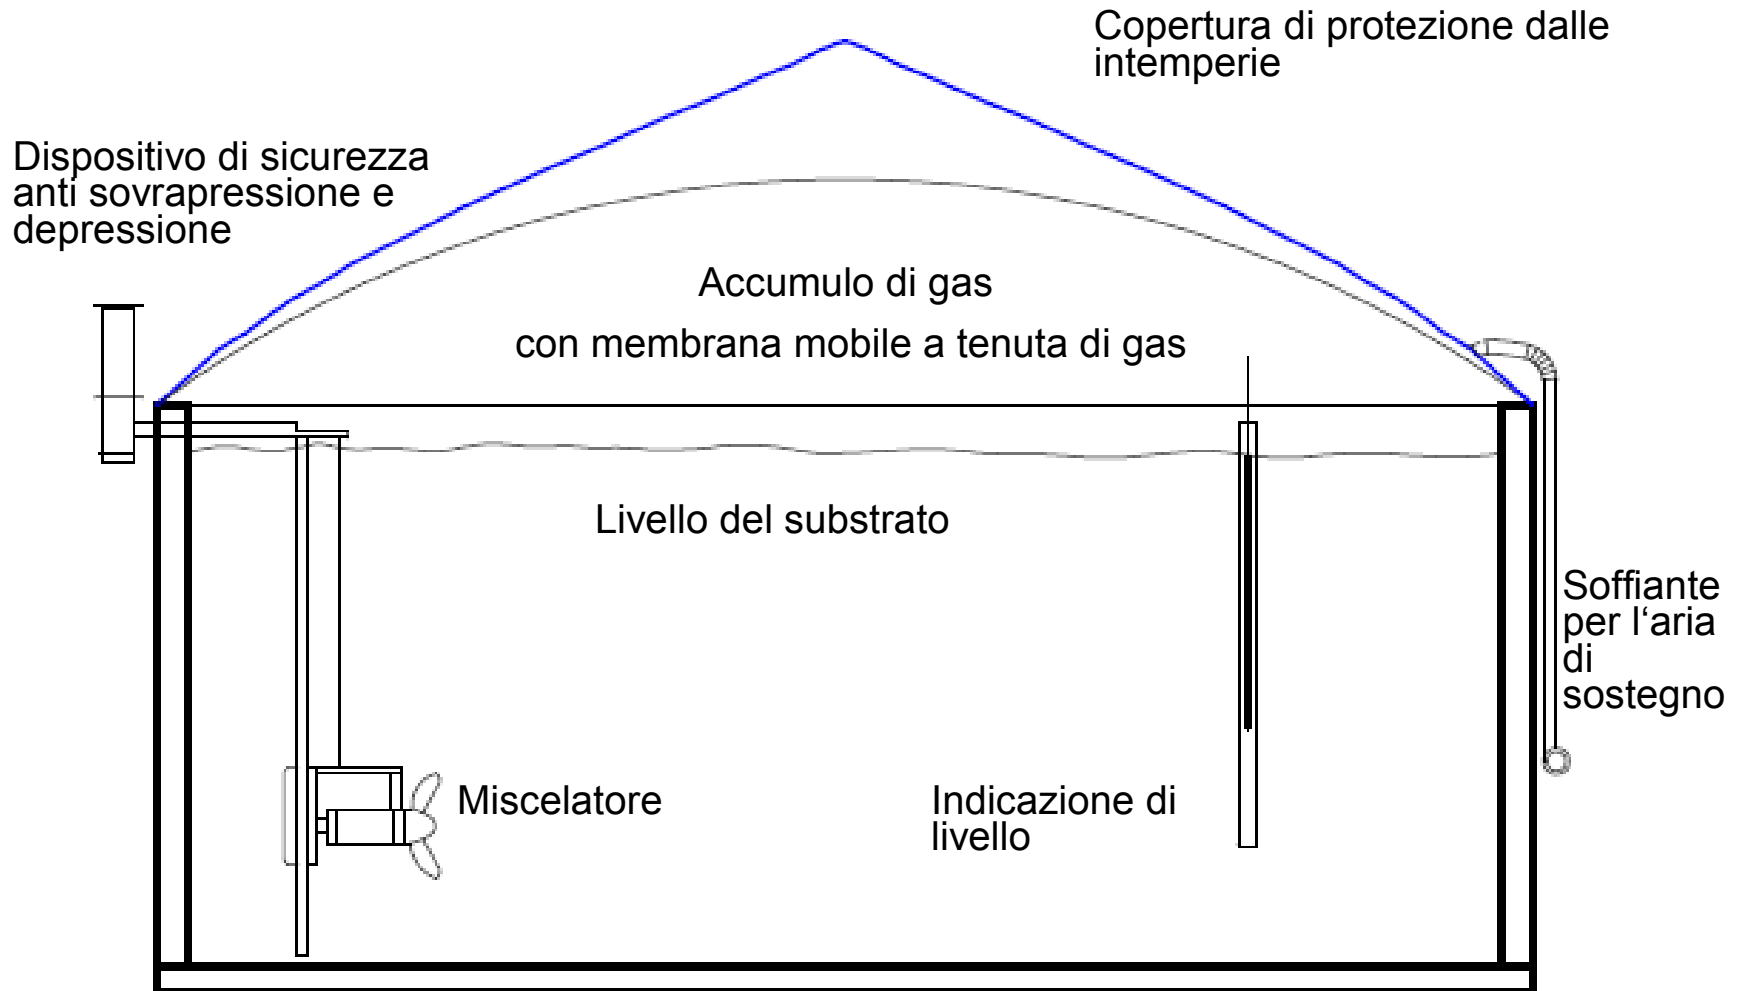 Copertura di protezione dalle
intemperie
Dispositivo di sicurezza
anti sovrapressione e
depressione
Accumulo di gas
con membrana mobile a tenuta di gas
Livello del substrato
Soffiante
per l‘aria
di
sostegno
Miscelatore
Indicazione di
livello